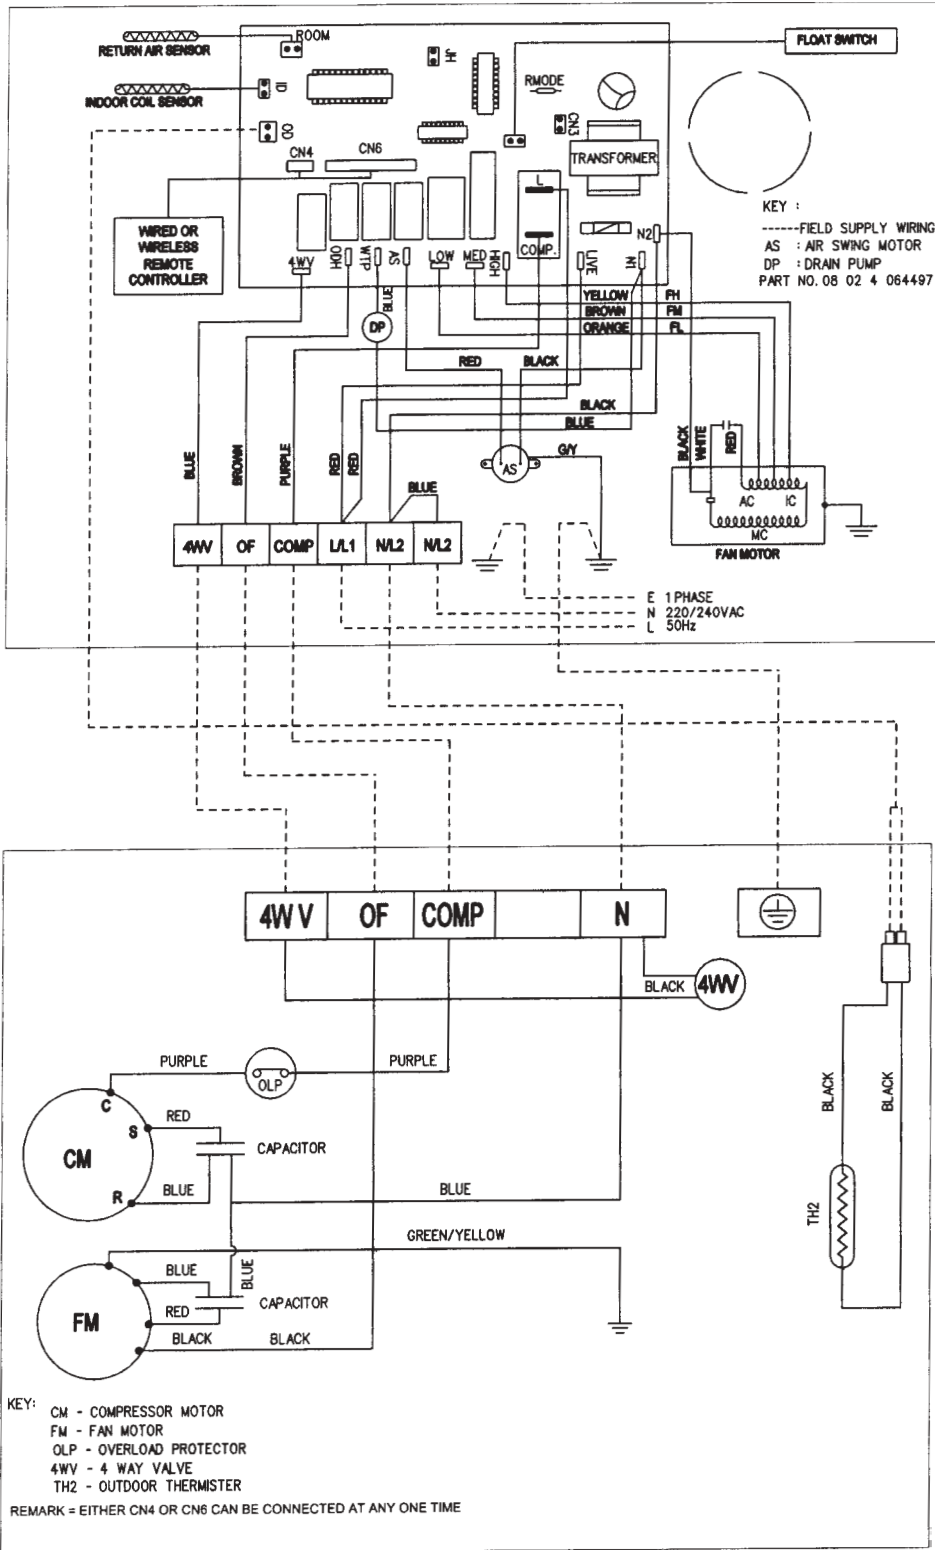 RETURN AIR SENSOR
ROOM
JH
FLOAT SWITCH
INDOOR COIL SENSOR
ID
RMODE
OD
CN3
CN4
CN6
TRANSFORMER
L
COMP.
WIRED OR
WIRELESS
REMOTE
CONTROLLER
4WV
ODH
WTP
AS
LOW
MED
HIGH
LIVE
N1
N2
KEY :
------FIELD SUPPLY WIRING
AS : AIR SWING MOTOR
DP : DRAIN PUMP
PART NO. 08 02 4 064497
BLUE
DP
YELLOW FH
BROWN FM
ORANGE FL
RED
BLACK
BLACK
BLUE
BLUE
BROWN
PURPLE
RED
RED
BLUE
AS
G/Y
BLACK
WHITE
RED
AC
IC
MC
FAN MOTOR
4WV
OF
COMP
L/L1
N/L2
N/L2
E 1PHASE
N 220/240VAC
L 50Hz
4W V
OF
COMP
N
BLACK
4WV
PURPLE
OLP
PURPLE
C
S
R
CM
RED
CAPACITOR
BLUE
BLUE
GREEN/YELLOW
BLUE
BLUE
CAPACITOR
RED
FM
BLACK
BLACK
BLACK
BLACK
TH2
KEY:
CM - COMPRESSOR MOTOR
FM - FAN MOTOR
OLP - OVERLOAD PROTECTOR
4WV - 4 WAY VALVE
TH2 - OUTDOOR THERMISTER
REMARK = EITHER CN4 OR CN6 CAN BE CONNECTED AT ANY ONE TIME